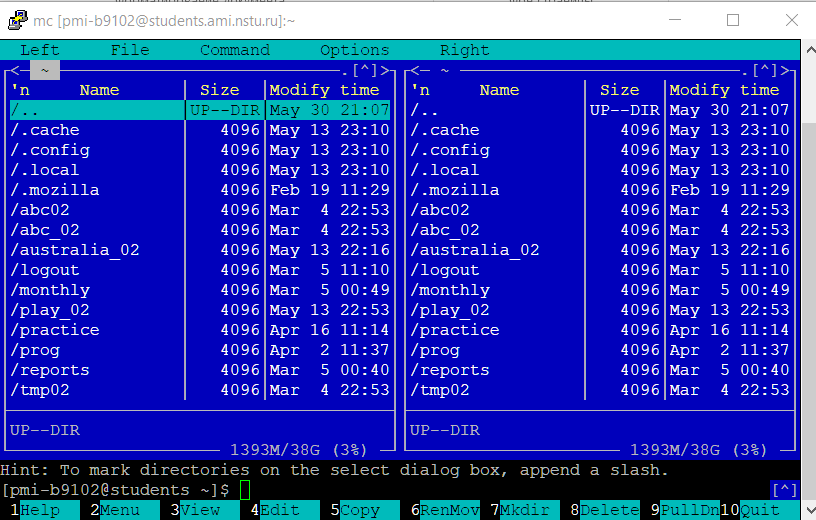 mc [pmi-b9102@students.ami.nstu.ru]:~
Left File Command Options Right
<─ ~ .[^]> <─ ~ .[^]>
'n Name Size Modify time 'n Name Size Modify time
/.. UP--DIR May 30 21:07 /.. UP--DIR May 30 21:07
/.cache 4096 May 13 23:10 /.cache 4096 May 13 23:10
/.config 4096 May 13 23:10 /.config 4096 May 13 23:10
/.local 4096 May 13 23:10 /.local 4096 May 13 23:10
/.mozilla 4096 Feb 19 11:29 /.mozilla 4096 Feb 19 11:29
/abc02 4096 Mar 4 22:53 /abc02 4096 Mar 4 22:53
/abc_02 4096 Mar 4 22:53 /abc_02 4096 Mar 4 22:53
/australia_02 4096 May 13 22:16 /australia_02 4096 May 13 22:16
/logout 4096 Mar 5 11:10 /logout 4096 Mar 5 11:10
/monthly 4096 Mar 5 00:49 /monthly 4096 Mar 5 00:49
/play_02 4096 May 13 22:53 /play_02 4096 May 13 22:53
/practice 4096 Apr 16 11:14 /practice 4096 Apr 16 11:14
/prog 4096 Apr 2 11:37 /prog 4096 Apr 2 11:37
/reports 4096 Mar 5 00:40 /reports 4096 Mar 5 00:40
/tmp02 4096 Mar 4 22:53 /tmp02 4096 Mar 4 22:53
UP--DIR UP--DIR
1393M/38G (3%) 1393M/38G (3%)
Hint: To mark directories on the select dialog box, append a slash.
[pmi-b9102@students ~]$ [^]
1Help 2Menu 3View 4Edit 5Copy 6RenMov 7Mkdir 8Delete 9PullDn 10Quit